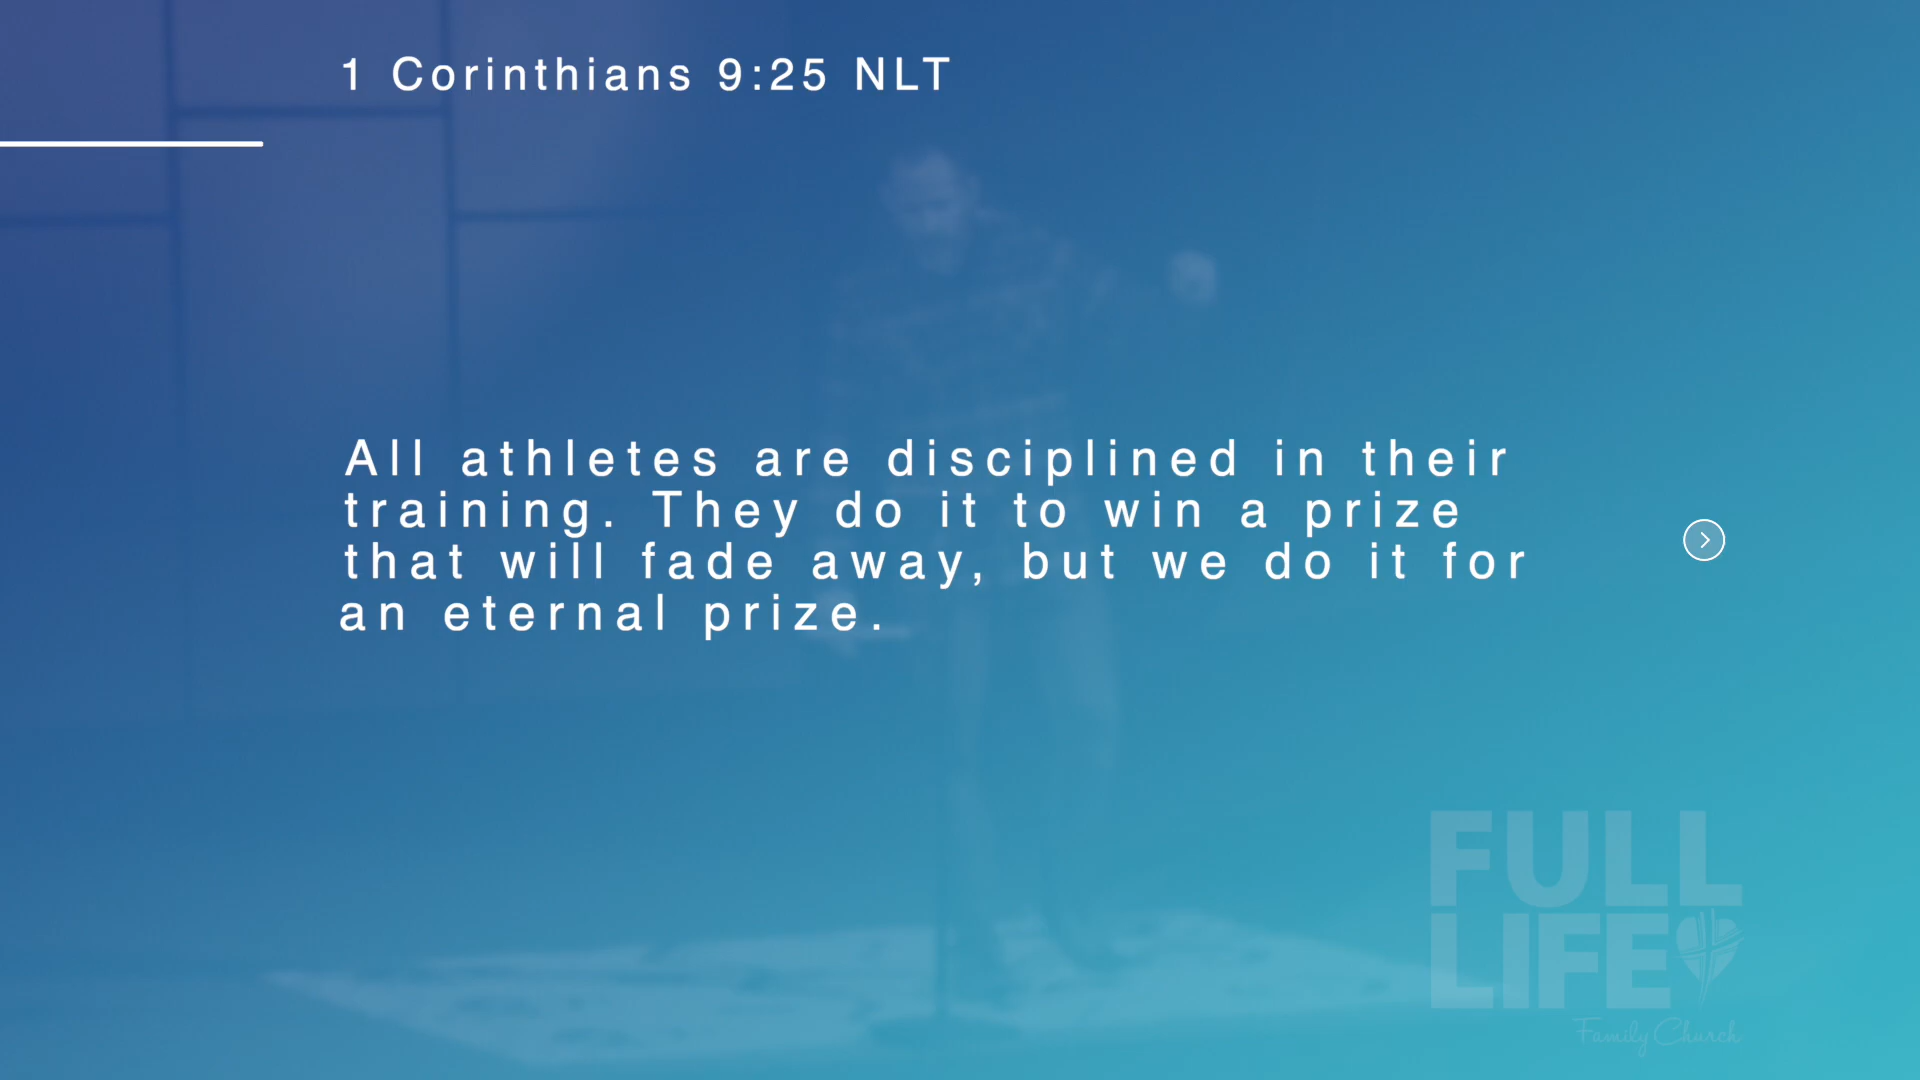 1 Corinthians 9:25 NLT
All athletes are disciplined in their
training. They do it to win a prize
that will fade away, but we do it for
an eternal prize.
FULL
LIFE
Family Church